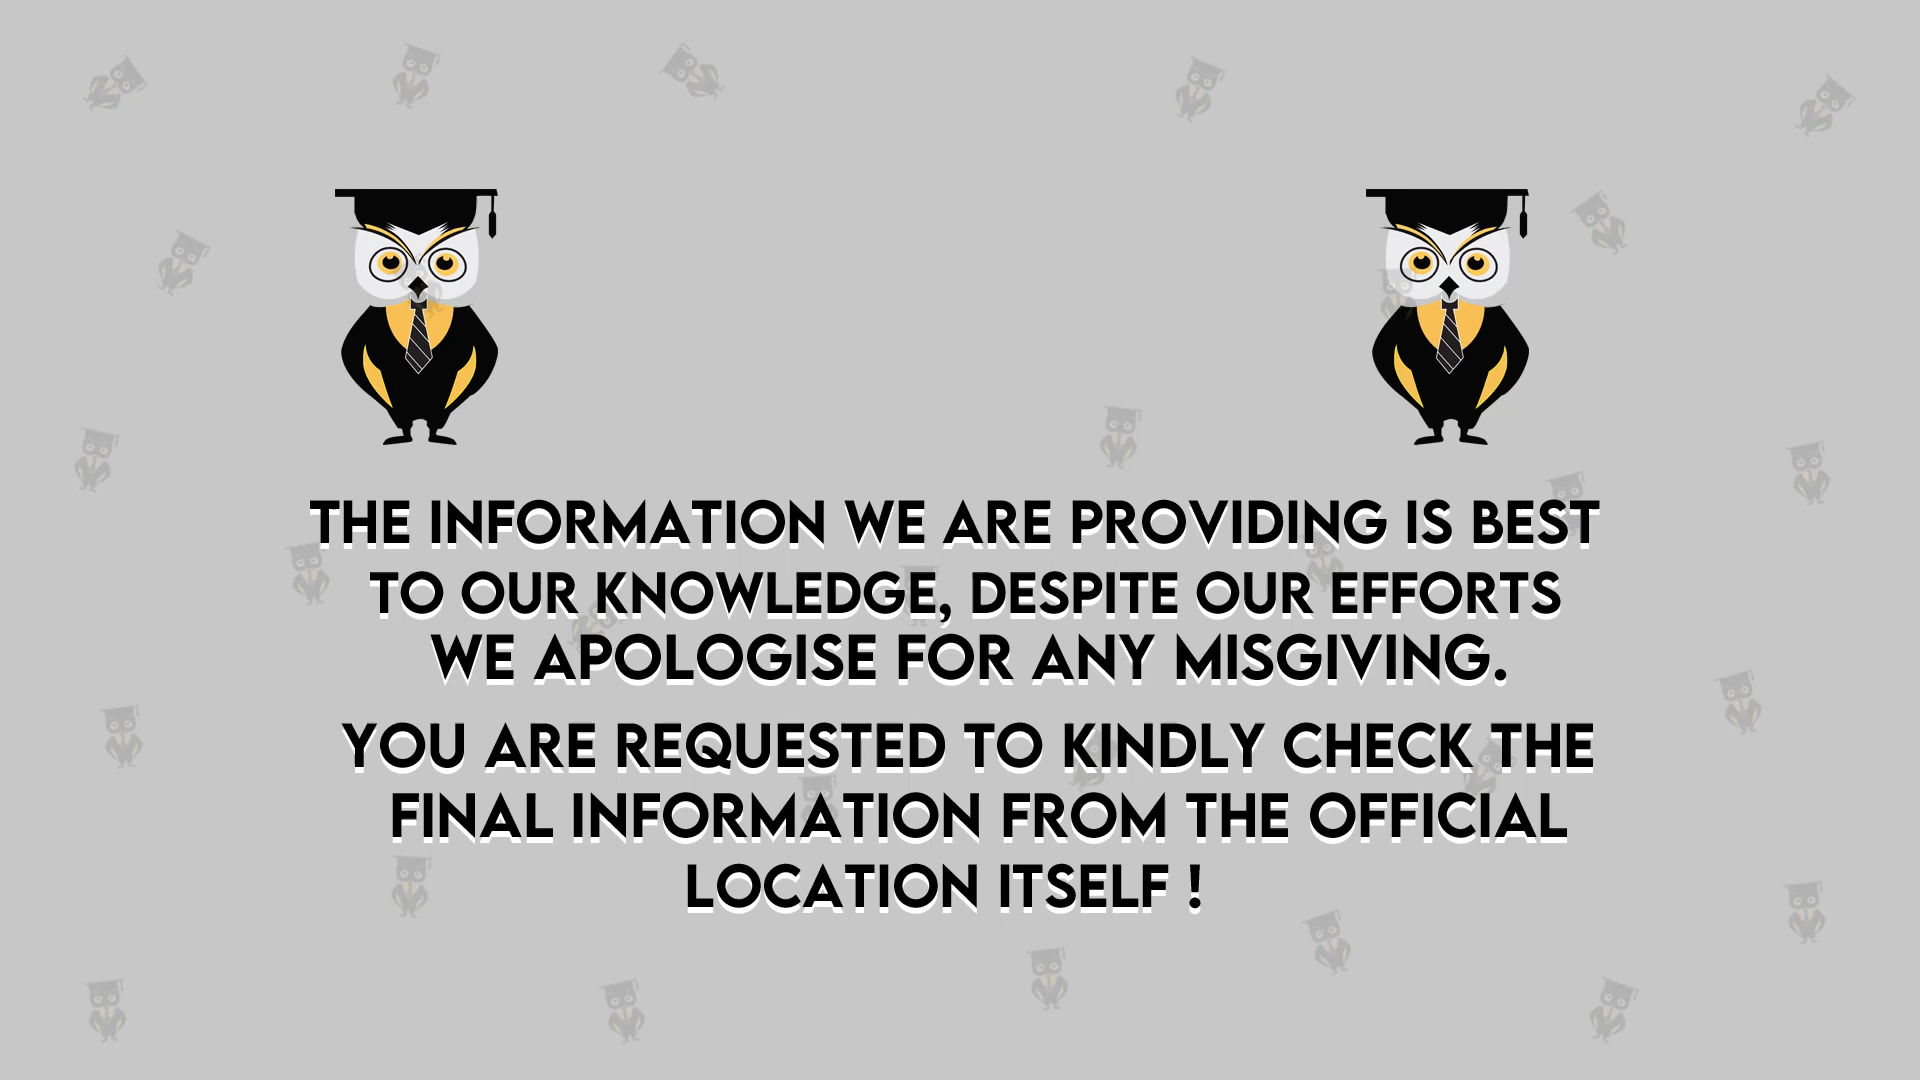 THE INFORMATION WE ARE PROVIDING IS BEST
TO OUR KNOWLEDGE, DESPITE OUR EFFORTS
WE APOLOGISE FOR ANY MISGIVING.
YOU ARE REQUESTED TO KINDLY CHECK THE
FINAL INFORMATION FROM THE OFFICIAL
LOCATION ITSELF !